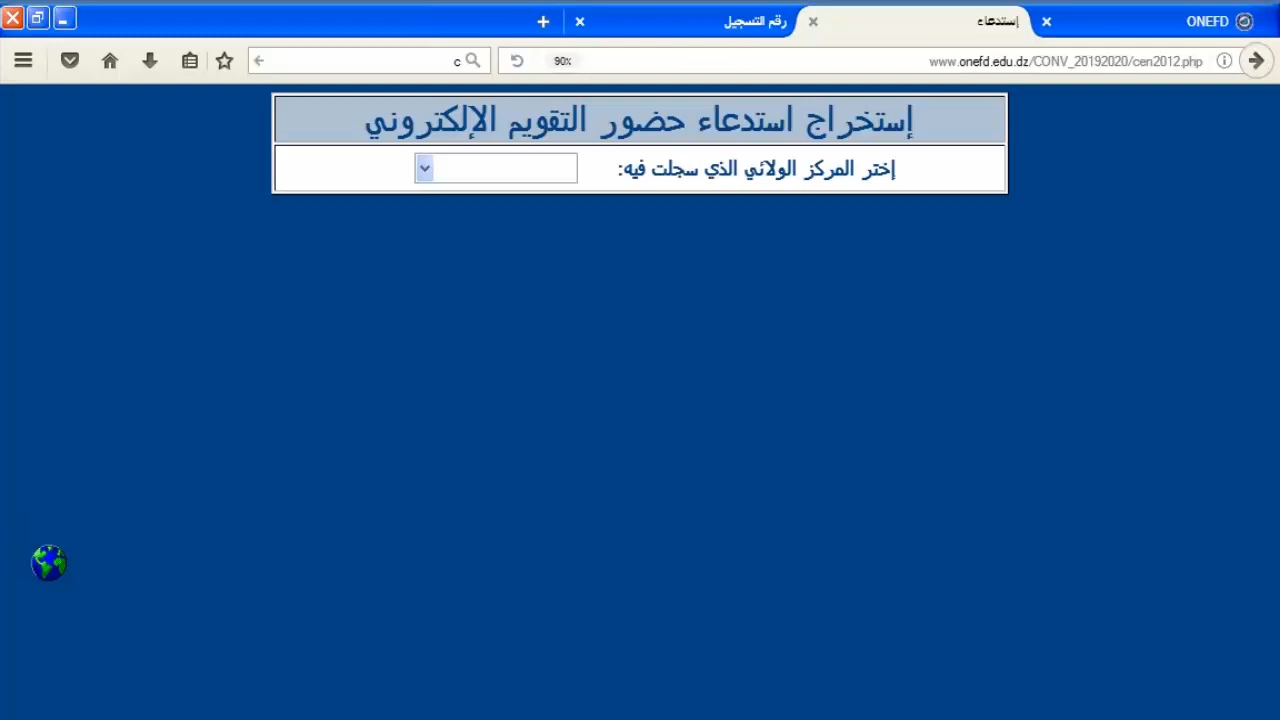 ONEFD
إستدعاء
رقم التسجيل
www.onefd.edu.dz/CONV_20192020/cen2012.php
90%
c
إستخراج استدعاء حضور التقويم الإلكتروني
إختر المركز الولائي الذي سجلت فيه: